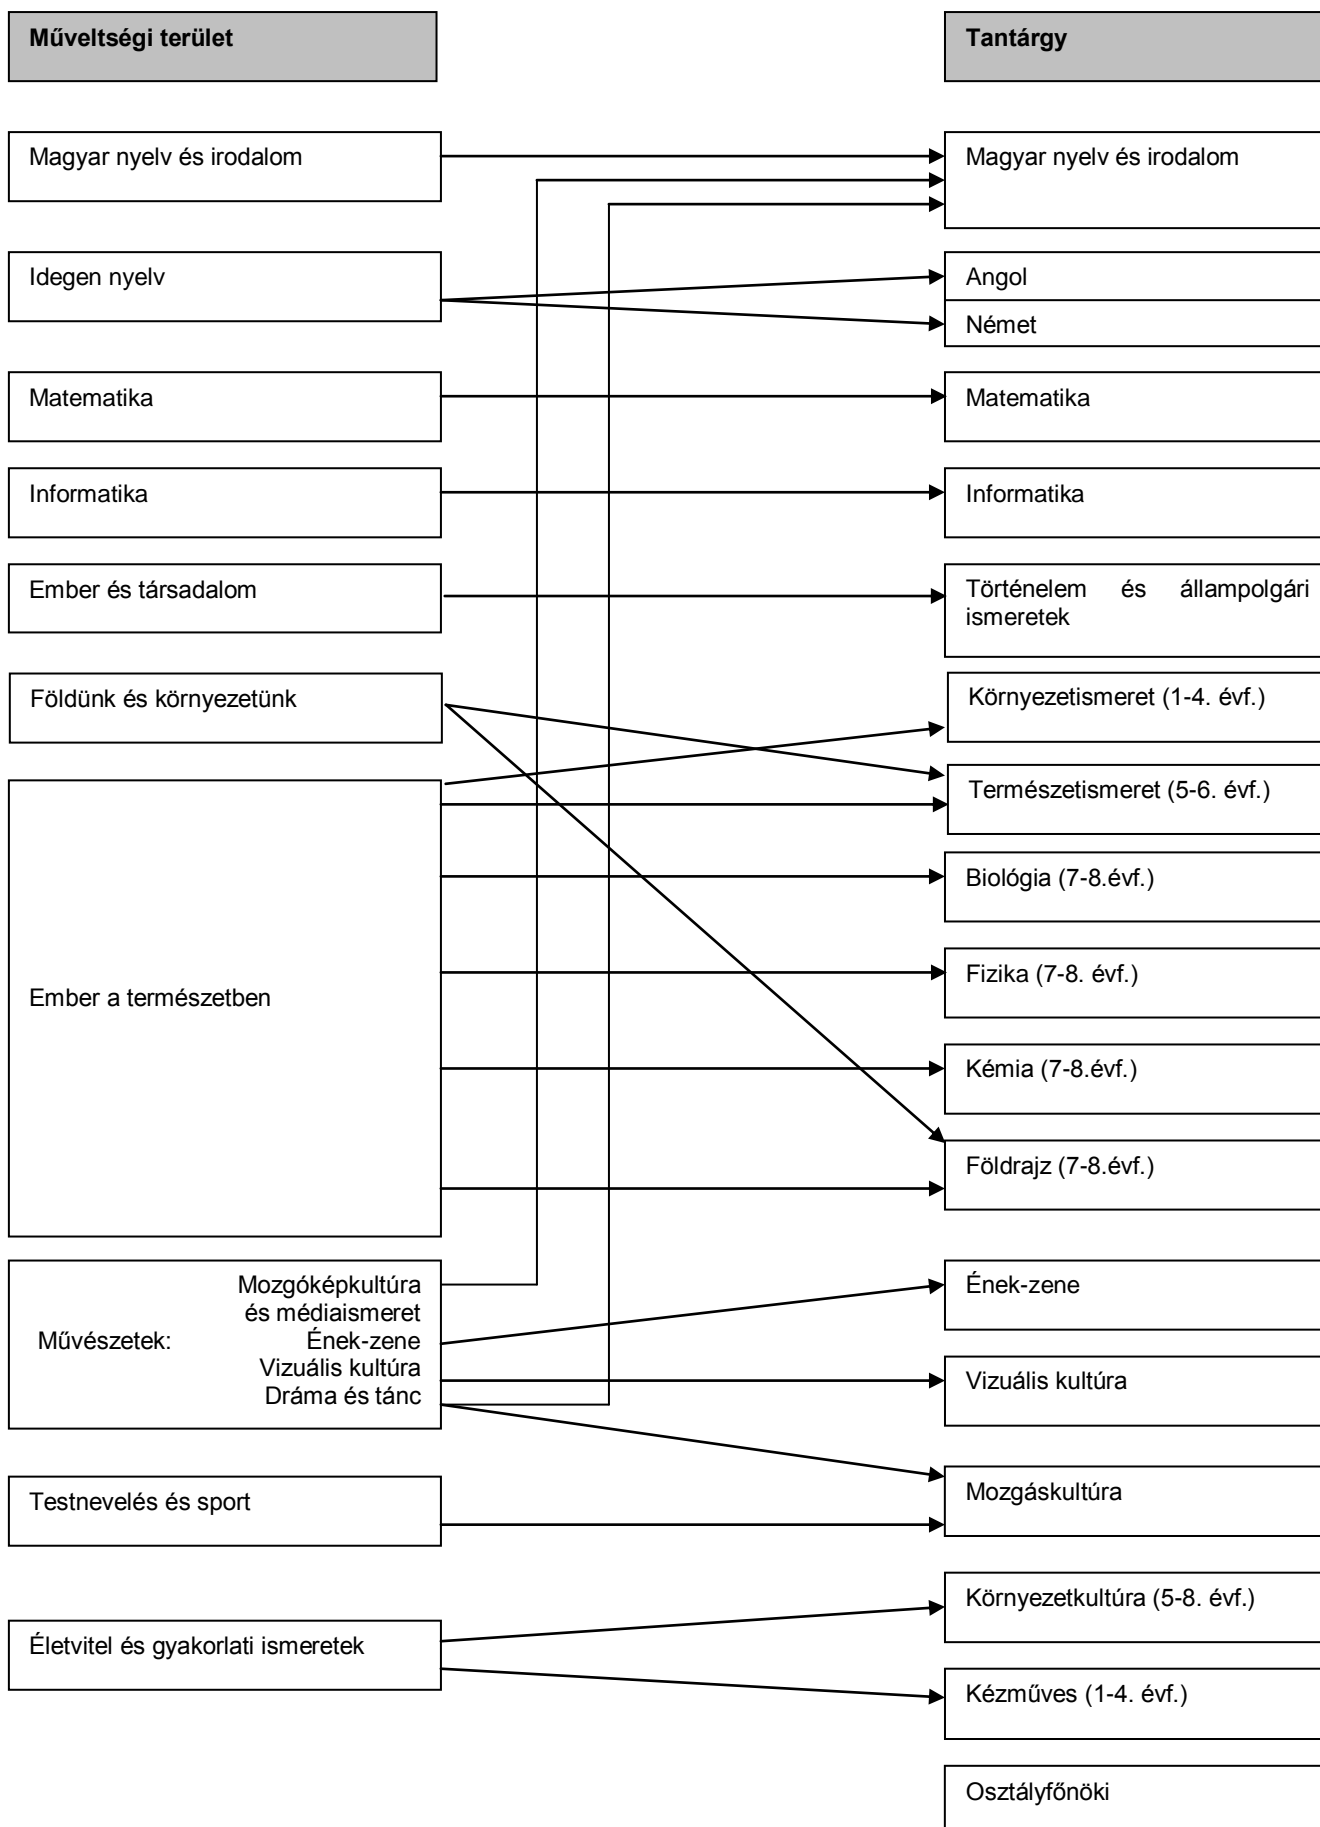 Műveltségi terület
Tantárgy
Magyar nyelv és irodalom
Magyar nyelv és irodalom
Idegen nyelv
Angol
Német
Matematika
Matematika
Informatika
Informatika
Ember és társadalom
Történelem és állampolgári
ismeretek
Földünk és környezetünk
Környezetismeret (1-4. évf.)
Természetismeret (5-6. évf.)
Biológia (7-8.évf.)
Ember a természetben
Fizika (7-8. évf.)
Kémia (7-8.évf.)
Földrajz (7-8.évf.)
Mozgóképkultúra
és médiaismeret
Művészetek: Ének-zene
Vizuális kultúra
Dráma és tánc
Ének-zene
Vizuális kultúra
Testnevelés és sport
Mozgáskultúra
Életvitel és gyakorlati ismeretek
Környezetkultúra (5-8. évf.)
Kézműves (1-4. évf.)
Osztályfőnöki